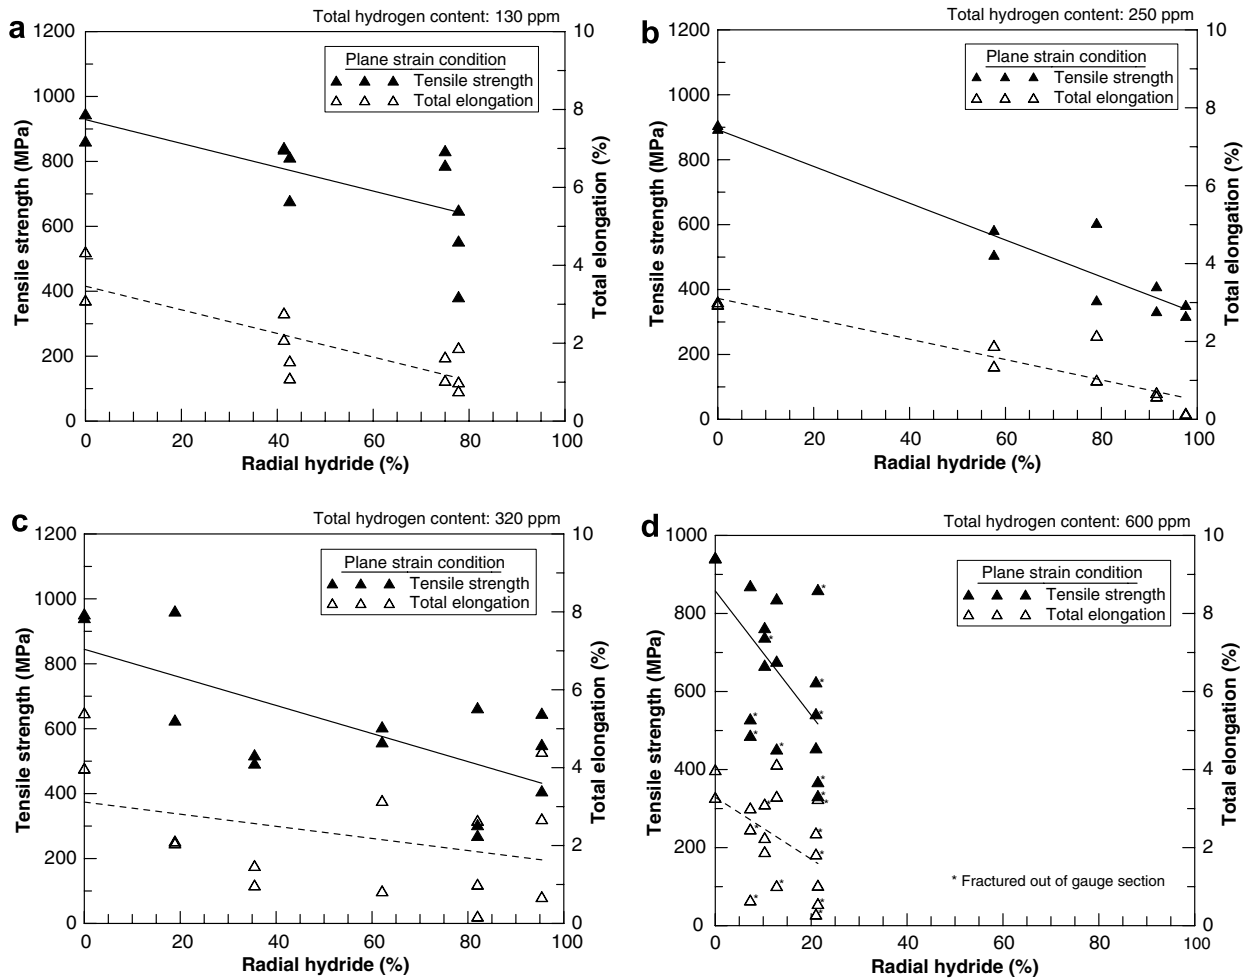 a
Total hydrogen content: 130 ppm
1200
1000
800
600
400
200
0
Tensile strength (MPa)
Plane strain condition
Tensile strength
Total elongation
10
8
6
4
2
0
Total elongation (%)
0 20 40 60 80 100
Radial hydride (%)
b
Total hydrogen content: 250 ppm
1200
1000
800
600
400
200
0
Tensile strength (MPa)
Plane strain condition
Tensile strength
Total elongation
10
8
6
4
2
0
Total elongation (%)
0 20 40 60 80 100
Radial hydride (%)
c
Total hydrogen content: 320 ppm
1200
1000
800
600
400
200
0
Tensile strength (MPa)
Plane strain condition
Tensile strength
Total elongation
10
8
6
4
2
0
Total elongation (%)
0 20 40 60 80 100
Radial hydride (%)
d
Total hydrogen content: 600 ppm
1000
800
600
400
200
0
Tensile strength (MPa)
Plane strain condition
Tensile strength
Total elongation
* Fractured out of gauge section
10
8
6
4
2
0
Total elongation (%)
0 20 40 60 80 100
Radial hydride (%)